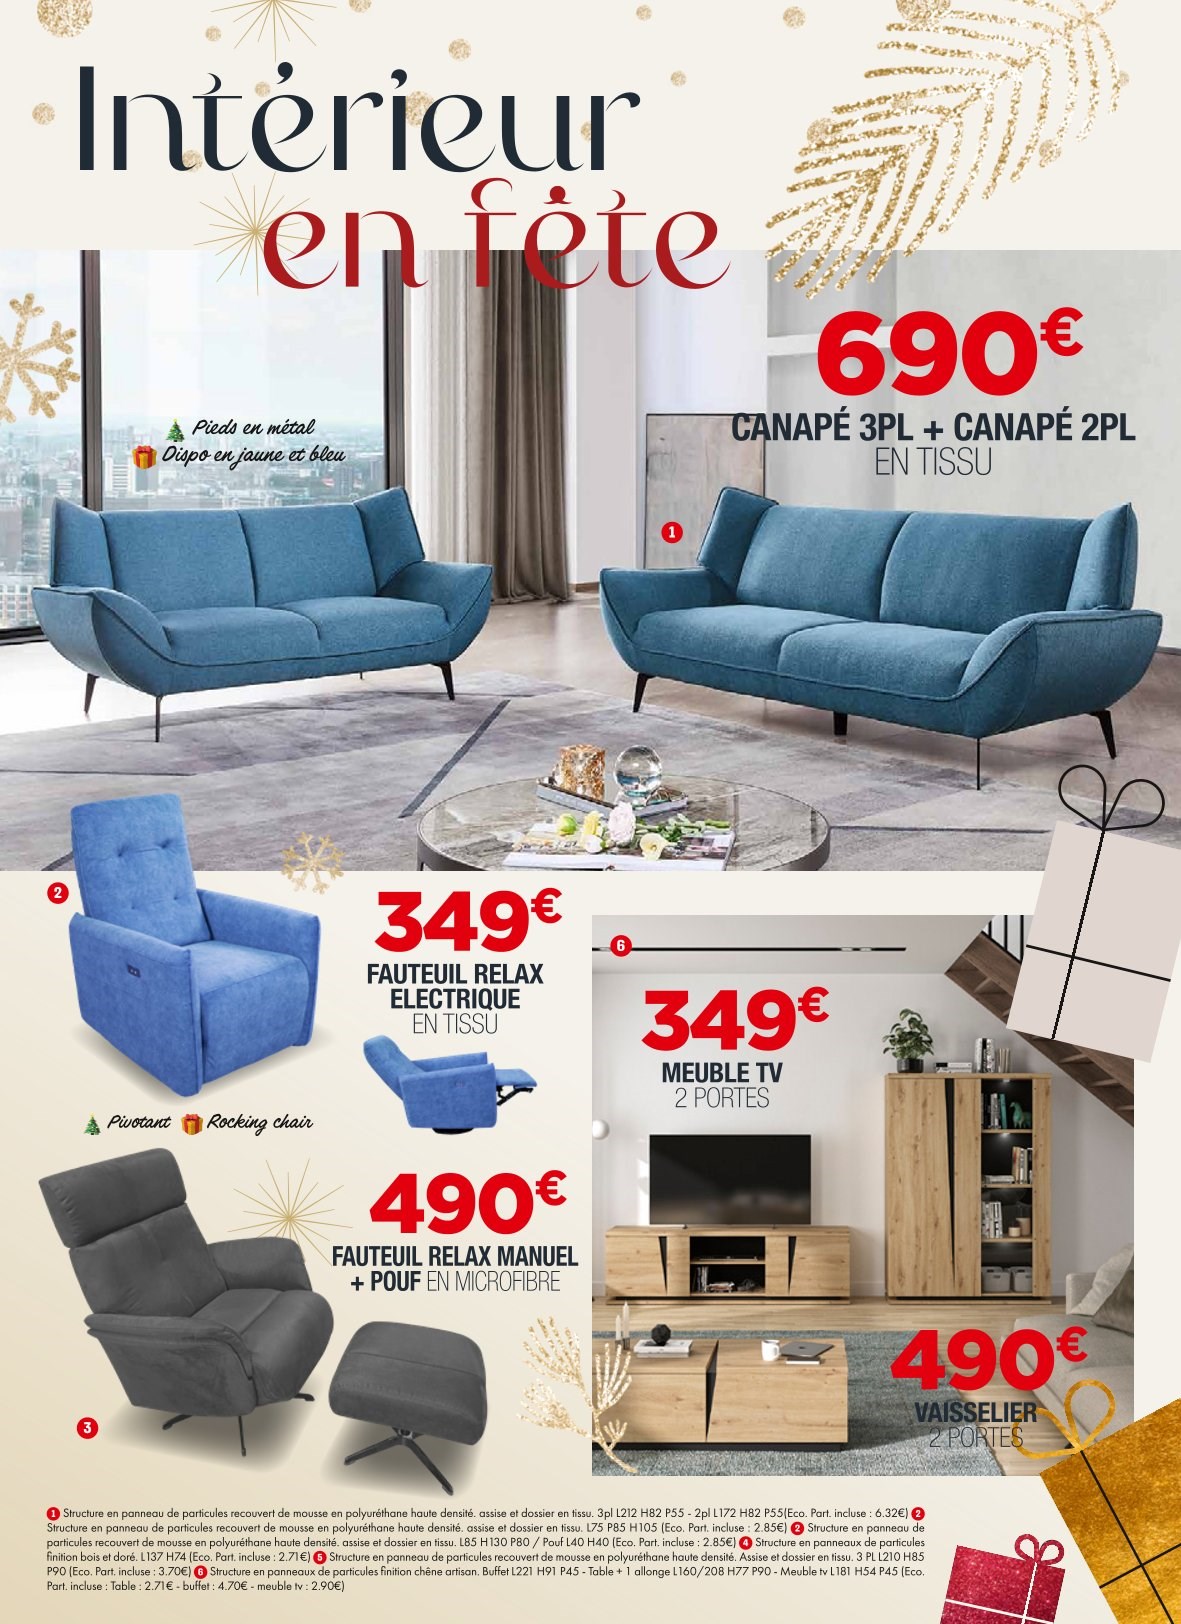 Intérieur
en fête
690€
CANAPÉ 3PL + CANAPÉ 2PL
EN TISSU
Pieds en métal
Dispo en jaune et bleu
1
2
349€
FAUTEUIL RELAX
ELECTRIQUE
EN TISSU
Pivotant Rocking chair
490€
FAUTEUIL RELAX MANUEL
+ POUF EN MICROFIBRE
3
6
349€
MEUBLE TV
2 PORTES
490€
VAISSELIER
2 PORTES
1 Structure en panneau de particules recouvert de mousse en polyuréthane haute densité. assise et dossier en tissu. 3pl L212 H82 P55 - 2pl L172 H82 P55(Eco. Part. incluse : 6.32€) 2
Structure en panneau de particules recouvert de mousse en polyuréthane haute densité. assise et dossier en tissu. L75 P85 H105 (Eco. Part. incluse : 2.85€) 2 Structure en panneau de
particules recouvert de mousse en polyuréthane haute densité. assise et dossier en tissu. L85 H130 P80 / Pouf L40 H40 (Eco. Part. incluse : 2.85€) 4 Structure en panneaux de particules
finition bois et doré. L137 H74 (Eco. Part. incluse : 2.71€) 5 Structure en panneau de particules recouvert de mousse en polyuréthane haute densité. Assise et dossier en tissu. 3 PL L210 H85
P90 (Eco. Part. incluse : 3.70€) 6 Structure en panneaux de particules finition chêne artisan. Buffet L221 H91 P45 - Table + 1 allonge L160/208 H77 P90 - Meuble tv L181 H54 P45 (Eco.
Part. incluse : Table : 2.71€ - buffet : 4.70€ - meuble tv : 2.90€)